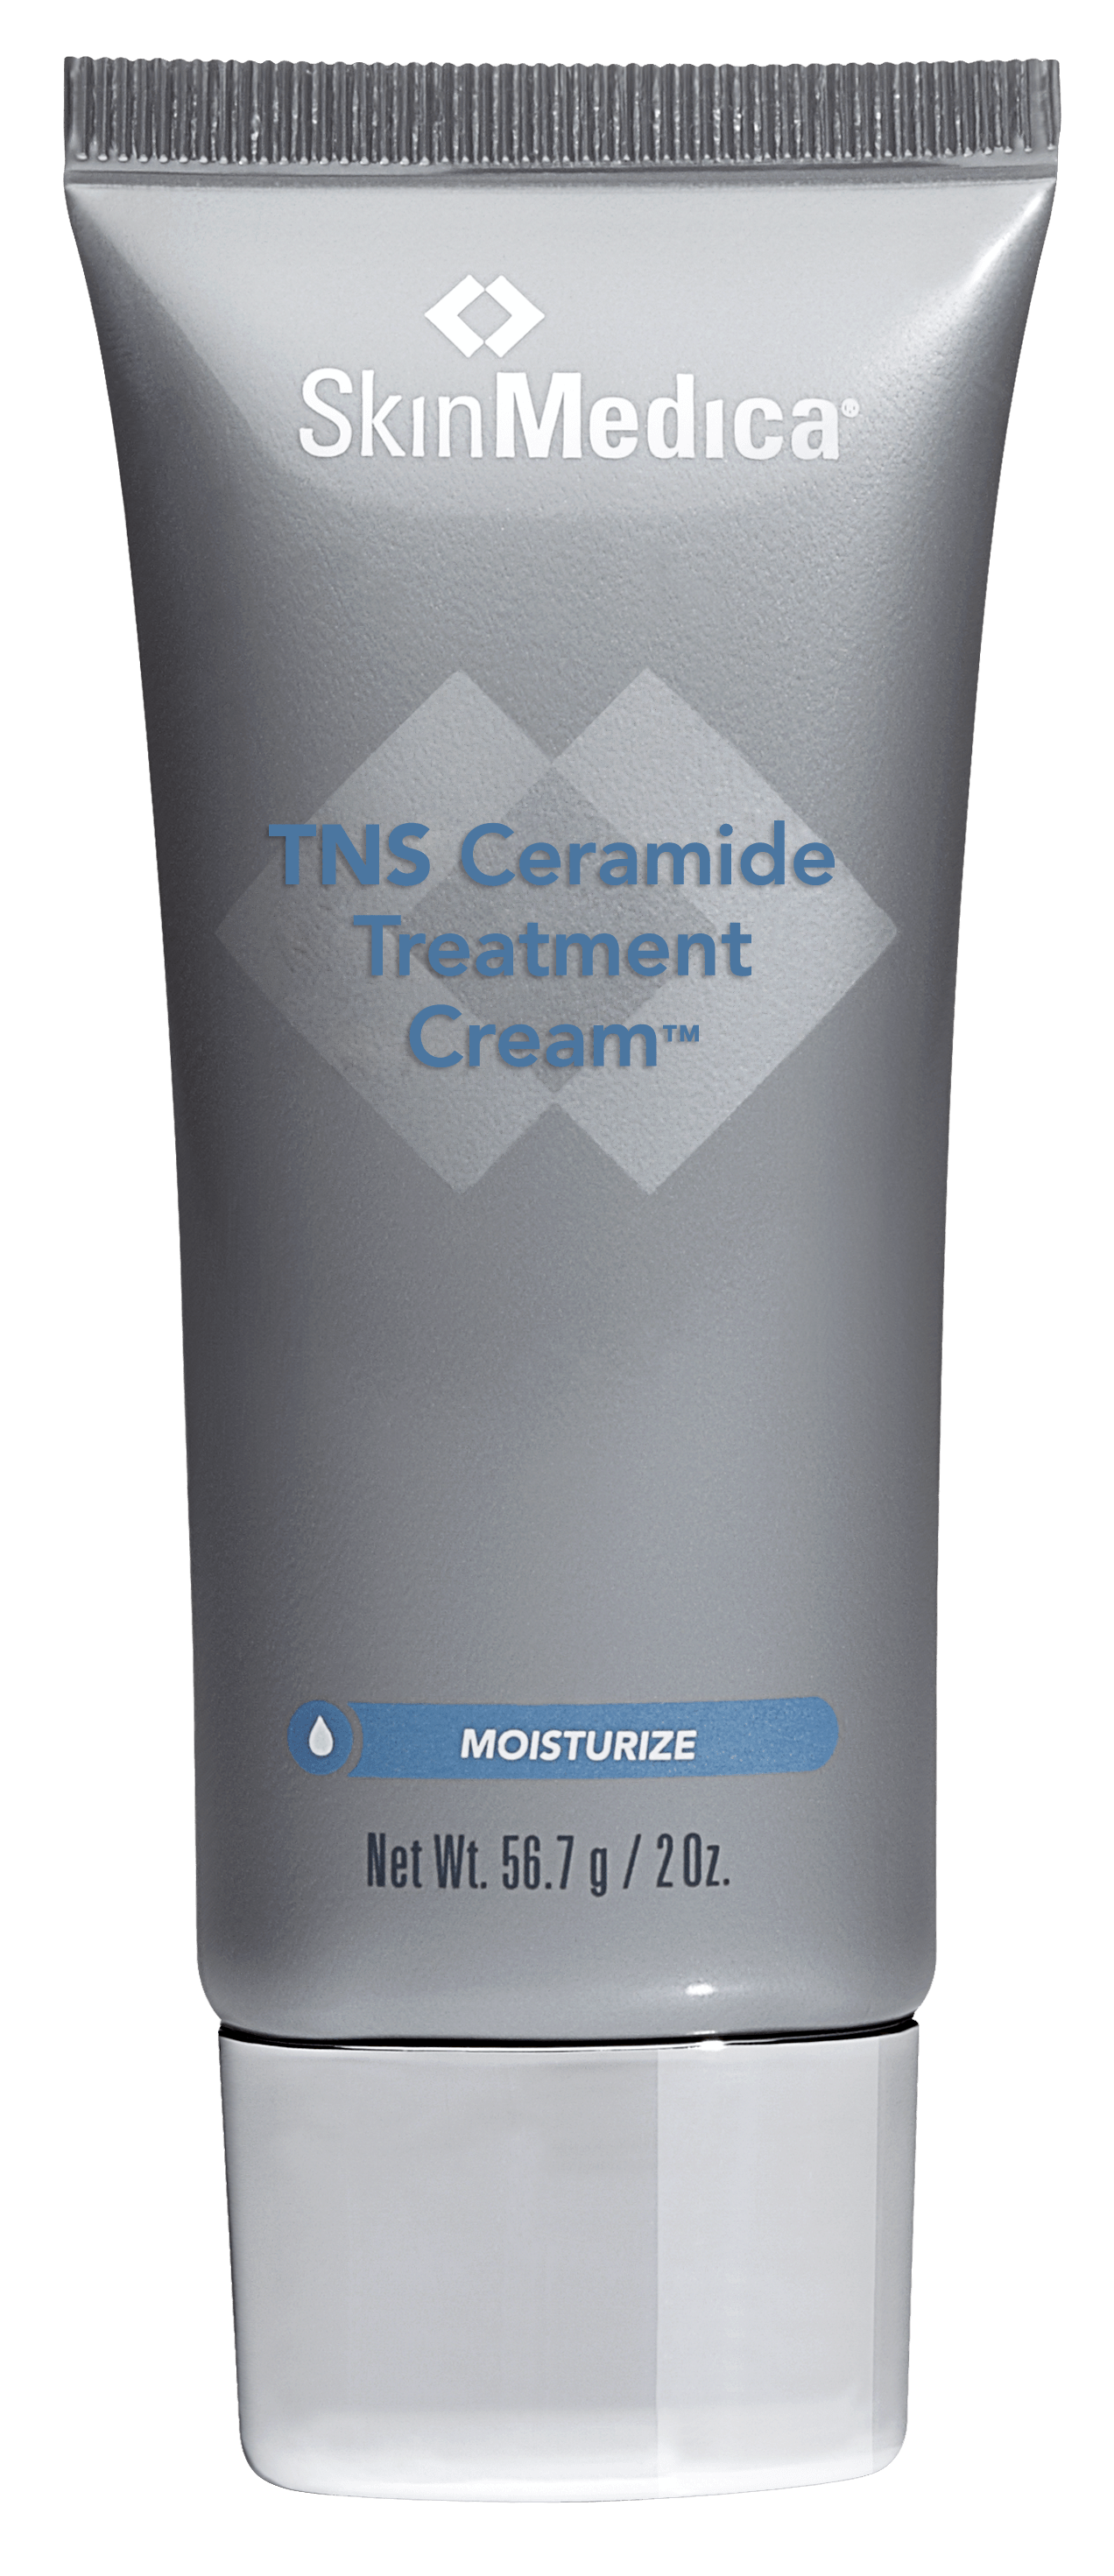 SkinMedica®
TNS Ceramide
Treatment
Cream™
MOISTURIZE
Net Wt. 56.7 g / 2 Oz.